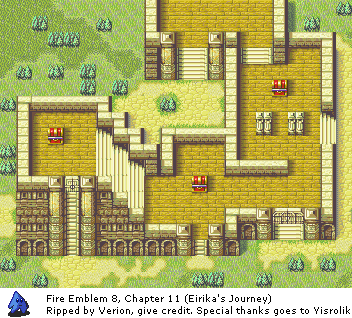 Fire Emblem 8, Chapter 11 (Eirika's Journey)
Ripped by Verion, give credit. Special thanks goes to Yisrolik